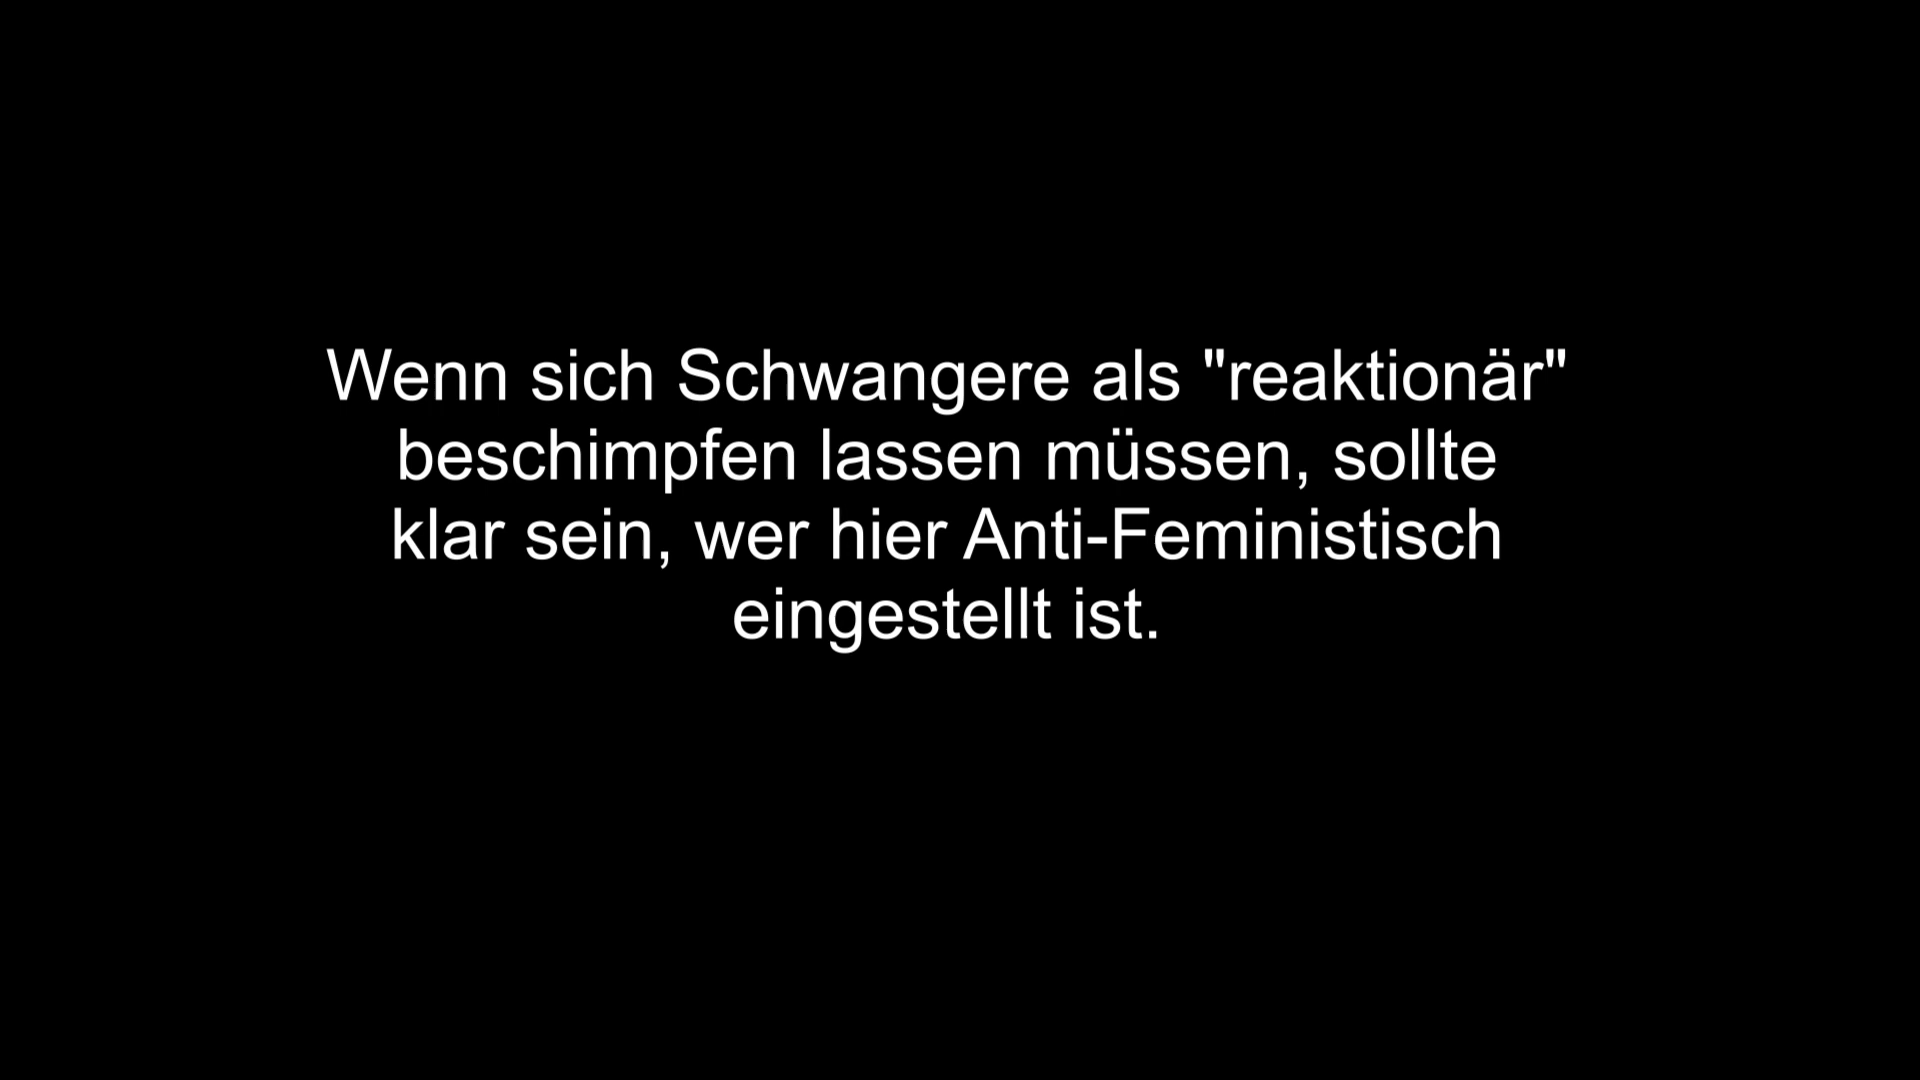 Wenn sich Schwangere als "reaktionär"
beschimpfen lassen müssen, sollte
klar sein, wer hier Anti-Feministisch
eingestellt ist.